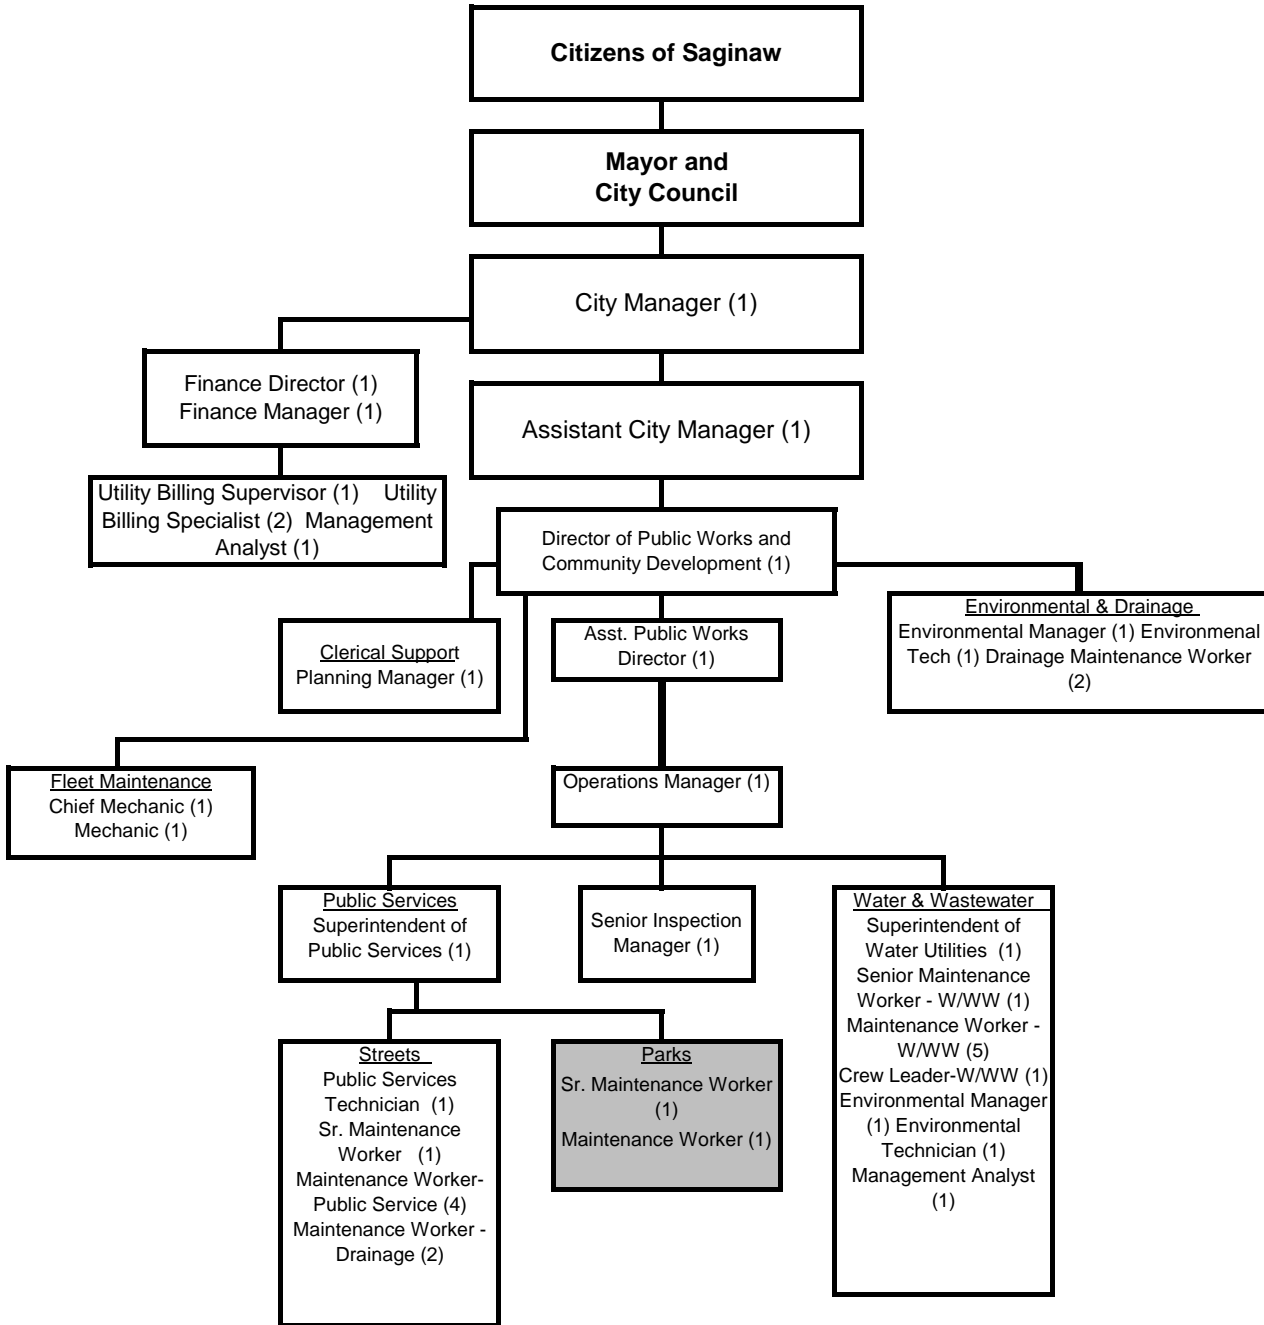 Citizens of Saginaw
Mayor and
City Council
City Manager (1)
Finance Director (1)
Finance Manager (1)
Assistant City Manager (1)
Utility Billing Supervisor (1) Utility
Billing Specialist (2) Management
Analyst (1)
Director of Public Works and
Community Development (1)
Clerical Support
Planning Manager (1)
Asst. Public Works
Director (1)
Environmental & Drainage
Environmental Manager (1) Environmenal
Tech (1) Drainage Maintenance Worker
(2)
Fleet Maintenance
Chief Mechanic (1)
Mechanic (1)
Operations Manager (1)
Public Services
Superintendent of
Public Services (1)
Senior Inspection
Manager (1)
Water & Wastewater
Superintendent of
Water Utilities (1)
Senior Maintenance
Worker - W/WW (1)
Maintenance Worker -
W/WW (5)
Crew Leader-W/WW (1)
Environmental Manager
(1) Environmental
Technician (1)
Management Analyst
(1)
Streets
Public Services
Technician (1)
Sr. Maintenance
Worker (1)
Maintenance Worker-
Public Service (4)
Maintenance Worker -
Drainage (2)
Parks
Sr. Maintenance Worker
(1)
Maintenance Worker (1)